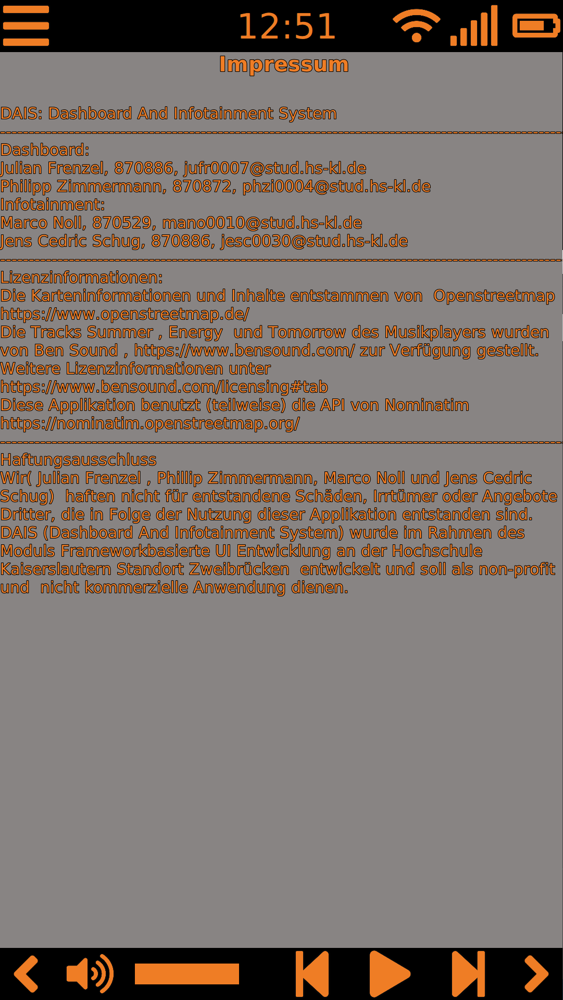 12:51
Impressum
DAIS: Dashboard And Infotainment System
Dashboard:
Julian Frenzel, 870886, jufr0007@stud.hs-kl.de
Philipp Zimmermann, 870872, phzi0004@stud.hs-kl.de
Infotainment:
Marco Noll, 870529, mano0010@stud.hs-kl.de
Jens Cedric Schug, 870886, jesc0030@stud.hs-kl.de
Lizenzinformationen:
Die Karteninformationen und Inhalte entstammen von  Openstreetmap
https://www.openstreetmap.de/
Die Tracks Summer , Energy  und Tomorrow des Musikplayers wurden
von Ben Sound , https://www.bensound.com/ zur Verfügung gestellt.
Weitere Lizenzinformationen unter
https://www.bensound.com/licensing#tab
Diese Applikation benutzt (teilweise) die API von Nominatim
https://nominatim.openstreetmap.org/
Haftungsausschluss
Wir( Julian Frenzel , Phillip Zimmermann, Marco Noll und Jens Cedric
Schug)  haften nicht für entstandene Schäden, Irrtümer oder Angebote
Dritter, die in Folge der Nutzung dieser Applikation entstanden sind.
DAIS (Dashboard And Infotainment System) wurde im Rahmen des
Moduls Frameworkbasierte UI Entwicklung an der Hochschule
Kaiserslautern Standort Zweibrücken  entwickelt und soll als non-profit
und  nicht kommerzielle Anwendung dienen.